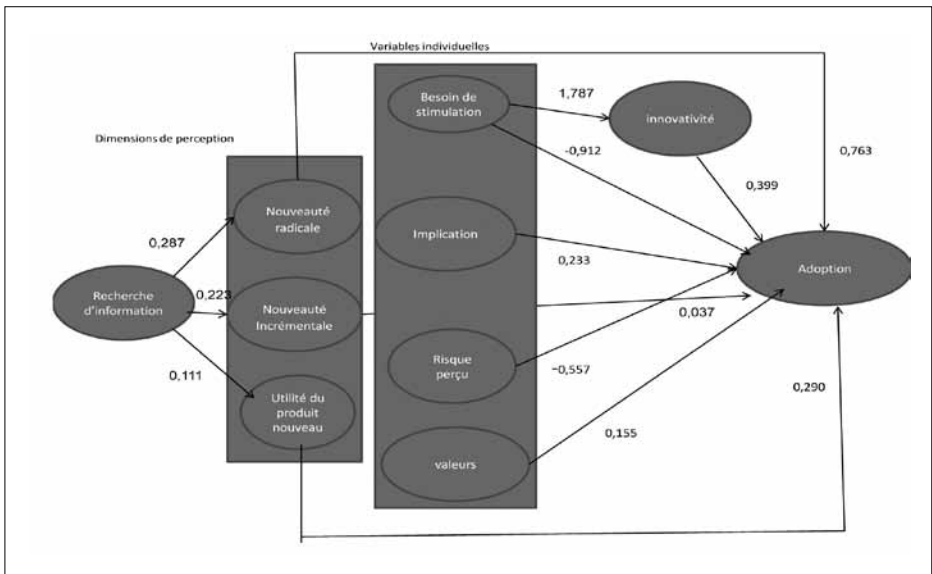 Variables individuelles
Besoin de
stimulation
1,787
innovativité
Dimensions de perception
-0,912
0,763
0,399
Nouveauté
radicale
0,287
Implication
0,233
Adoption
Recherche
d'information
0,223
Nouveauté
Incrémentale
0,037
Risque
perçu
-0,557
0,111
0,290
Utilité du
produit
nouveau
0,155
valeurs